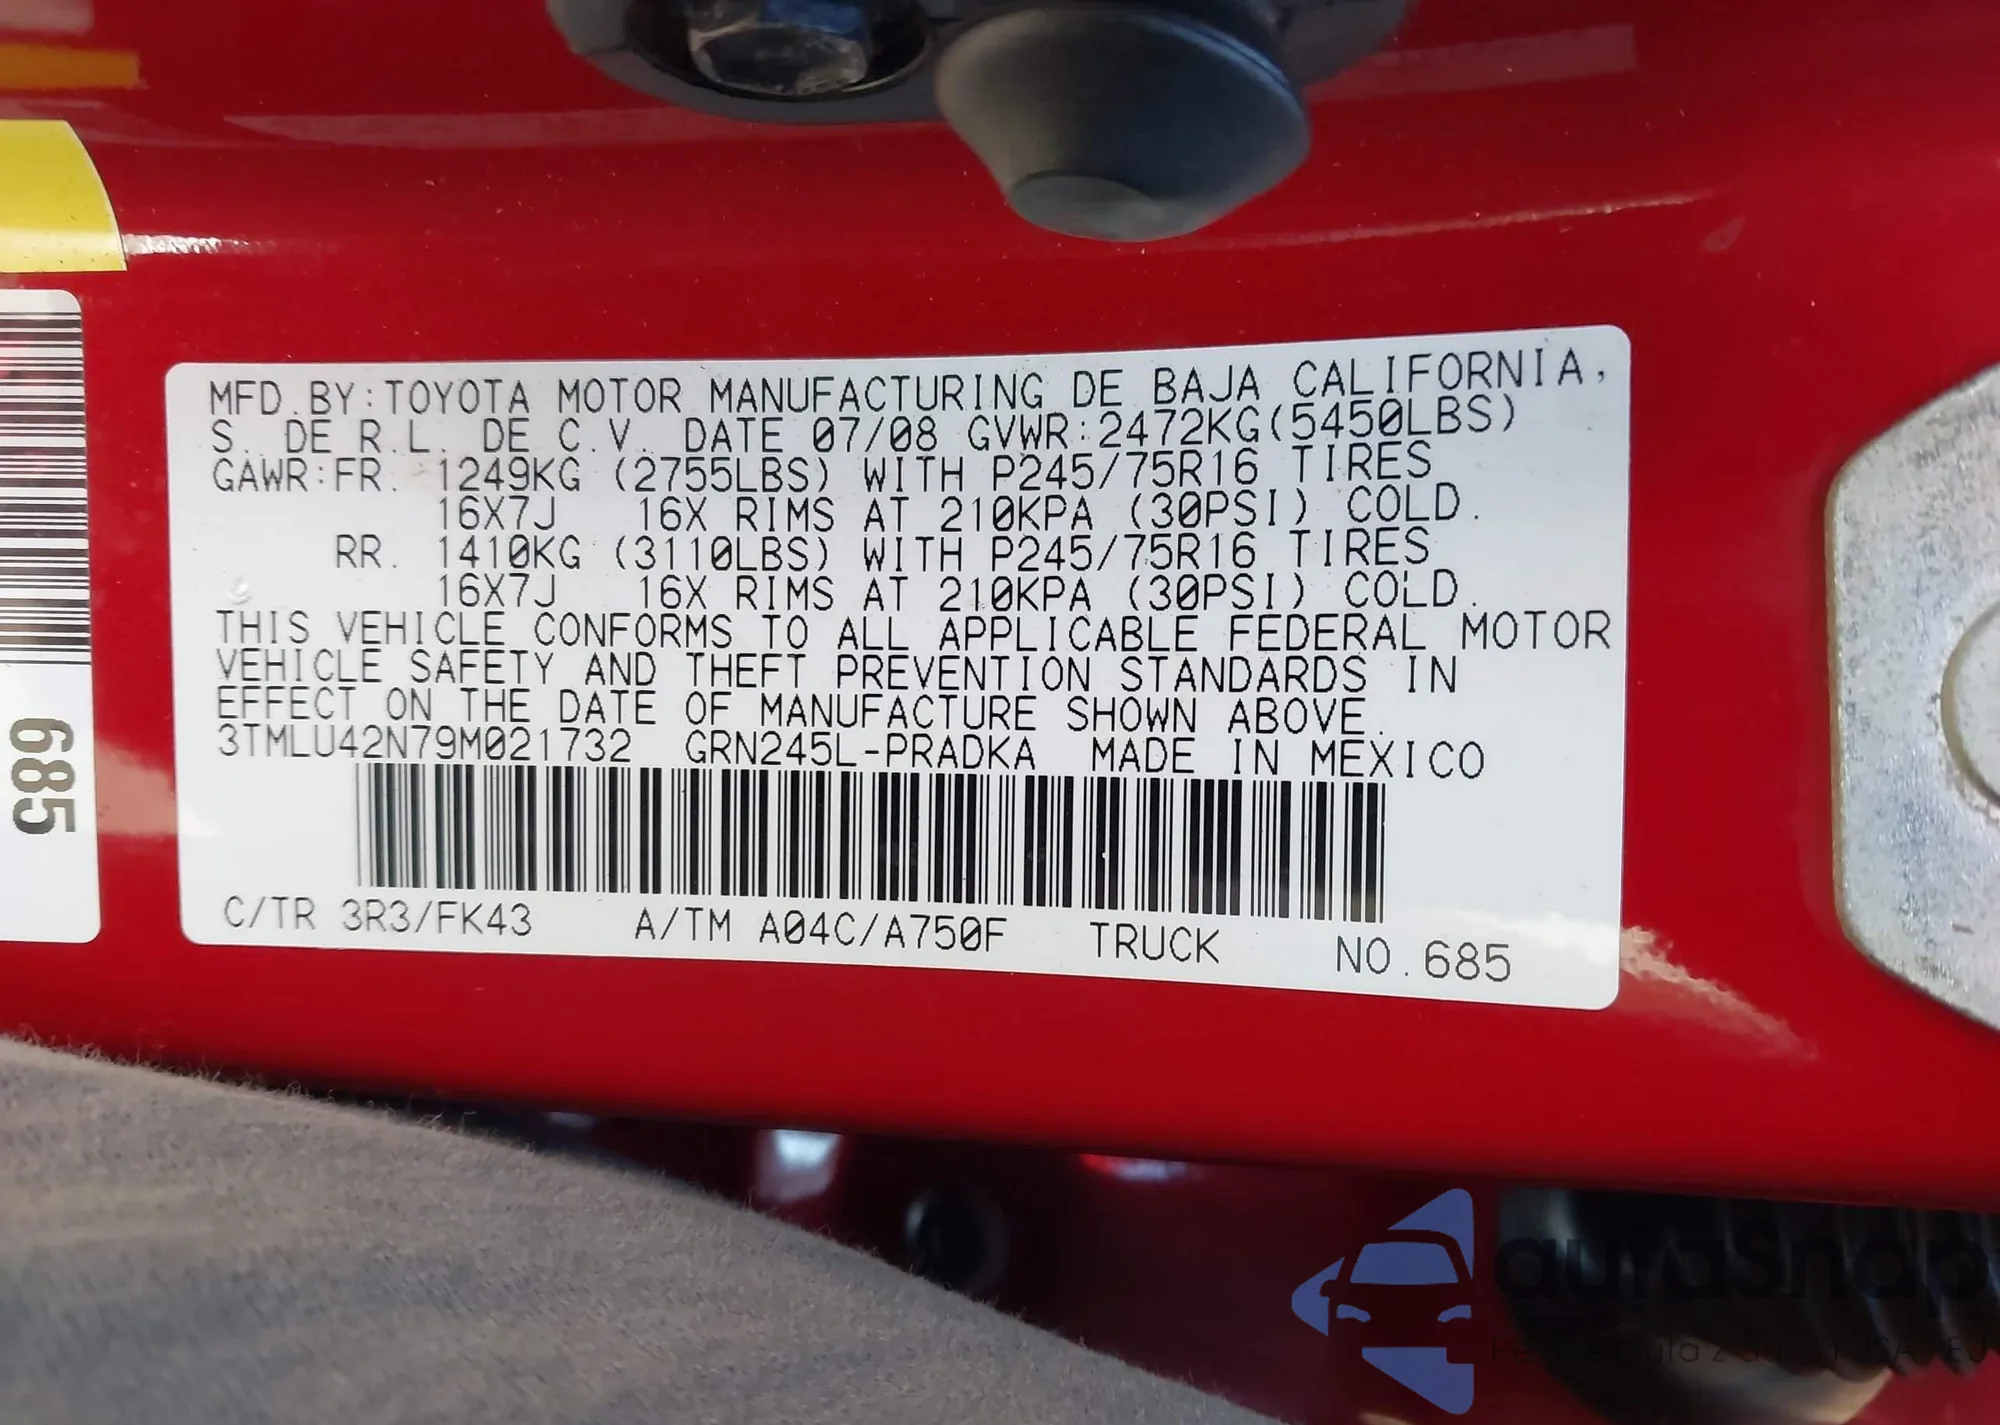 MFD.BY:TOYOTA MOTOR MANUFACTURING DE BAJA CALIFORNIA,
S. DE R.L. DE C.V. DATE 07/08 GVWR:2472KG(5450LBS)
GAWR:FR. 1249KG (2755LBS) WITH P245/75R16 TIRES
16X7J 16X RIMS AT 210KPA (30PSI) COLD.
RR. 1410KG (3110LBS) WITH P245/75R16 TIRES
16X7J 16X RIMS AT 210KPA (30PSI) COLD.
THIS VEHICLE CONFORMS TO ALL APPLICABLE FEDERAL MOTOR
VEHICLE SAFETY AND THEFT PREVENTION STANDARDS IN
EFFECT ON THE DATE OF MANUFACTURE SHOWN ABOVE.
3TMLU42N79M021732 GRN245L-PRADKA MADE IN MEXICO
C/TR 3R3/FK43 A/TM A04C/A750F TRUCK NO.685
685
auraSnap